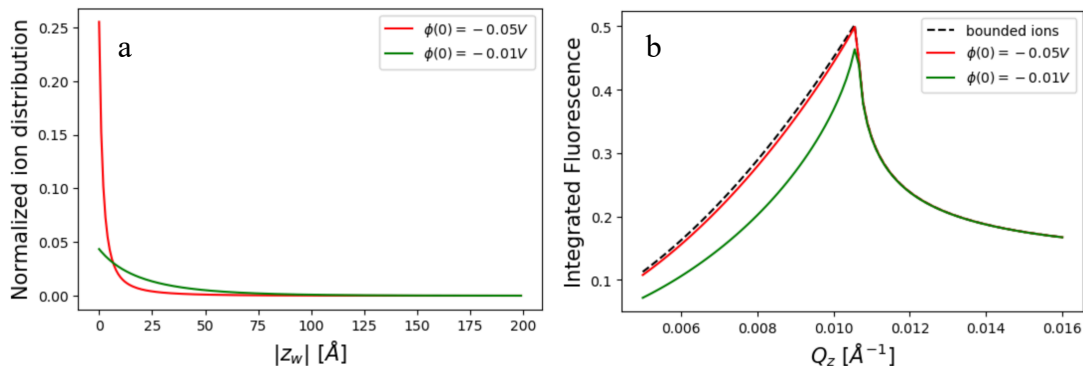 a
φ(0) = −0.05V
φ(0) = −0.01V
Normalized ion distribution
0.25
0.20
0.15
0.10
0.05
0.00
0
25
50
75
100
125
150
175
200
|z_w| [Å]
b
bounded ions
φ(0) = −0.05V
φ(0) = −0.01V
Integrated Fluorescence
0.5
0.4
0.3
0.2
0.1
0.006
0.008
0.010
0.012
0.014
0.016
Q_z [Å⁻¹]